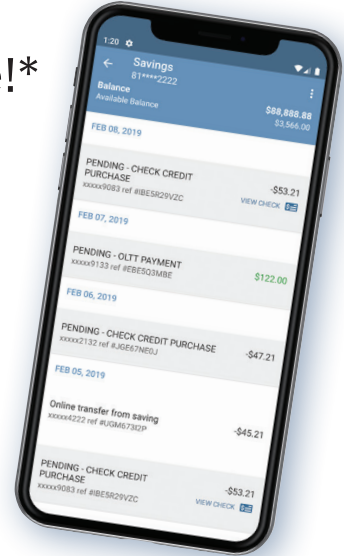 !*
1:20
Savings
81****2222
Balance $88,888.88
Available Balance $3,566.00
FEB 08, 2019
PENDING - CHECK CREDIT
PURCHASE -$53.21
xxxxx9083 ref #IBE5R29VZC VIEW CHECK
FEB 07, 2019
PENDING - OLTT PAYMENT
xxxxx9133 ref #EBE5Q3MBE $122.00
FEB 06, 2019
PENDING - CHECK CREDIT PURCHASE -$47.21
xxxxx2132 ref #JGE67NE0J
FEB 05, 2019
Online transfer from saving
xxxxx4222 ref #UGM673I2P -$45.21
PENDING - CHECK CREDIT
PURCHASE -$53.21
xxxxx9083 ref #IBE5R29VZC VIEW CHECK